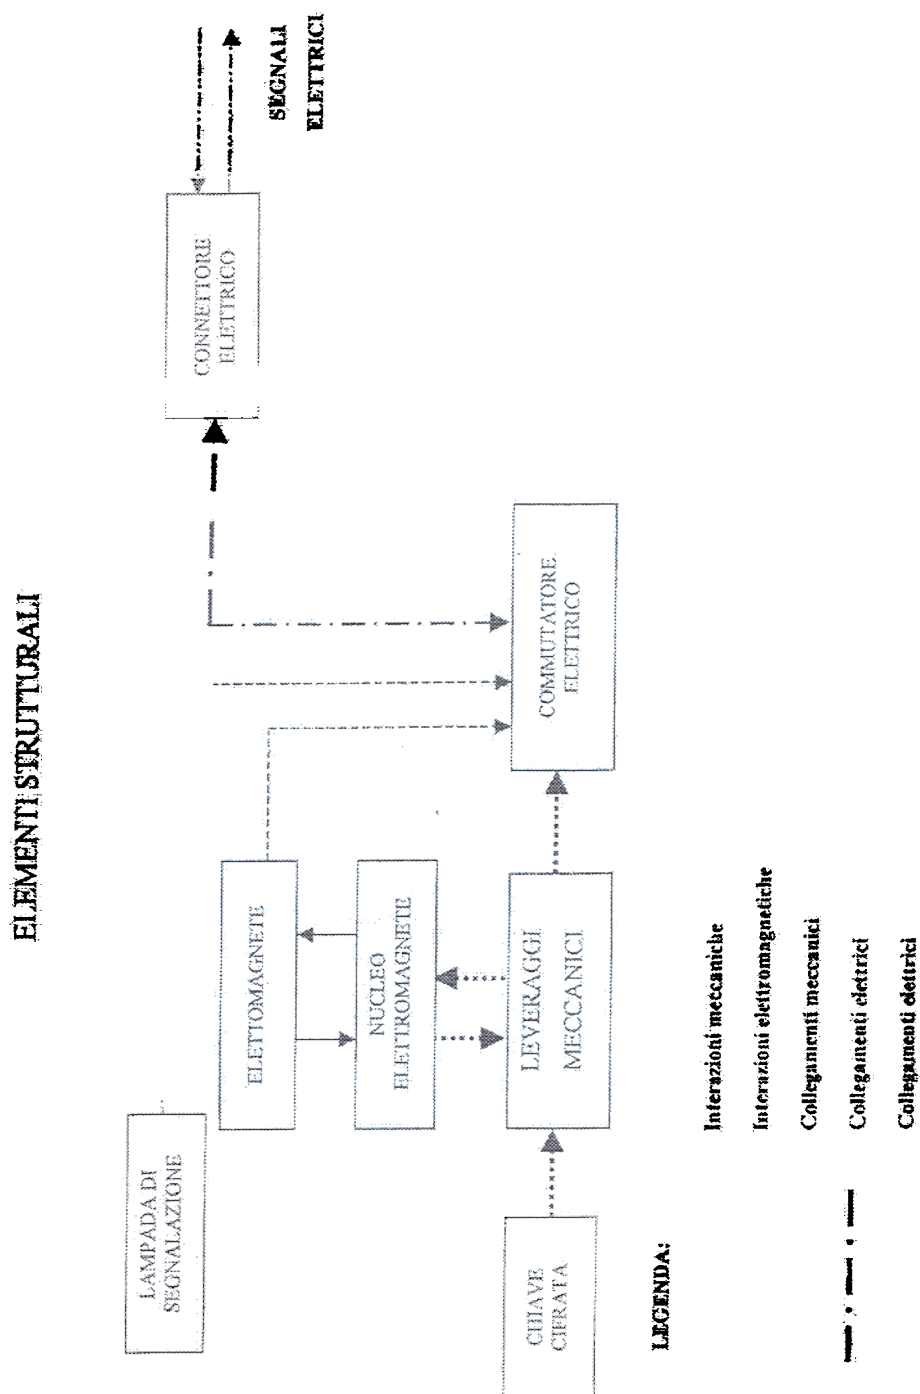 ELEMENTI STRUTTURALI
LAMPADA DI
SEGNALAZIONE
ELETTOMAGNETE
NUCLEO
ELETTROMAGNETE
CHIAVE
CIFRATA
LEVERAGGI
MECCANICI
COMMUTATORE
ELETTRICO
CONNETTORE
ELETTRICO
SEGNALI
ELETTRICI
LEGENDA:
Interazioni meccaniche
Interazioni elettromagnetiche
Collegamenti meccanici
Collegamenti elettrici
Collegamenti elettrici